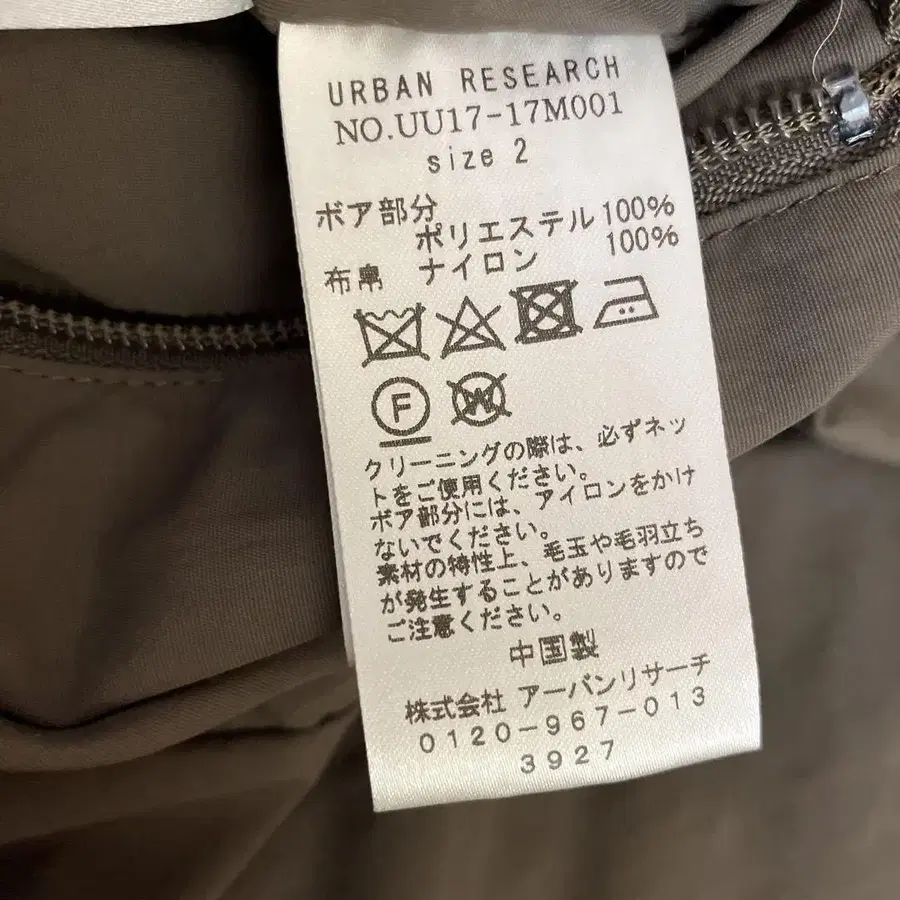 URBAN RESEARCH
NO.UU17-17M001
size 2
ボア部分
ポリエステル 100%
布帛 ナイロン 100%
F
W
クリーニングの際は、必ずネッ
トをご使用ください。
ボア部分には、アイロンをかけ
ないでください。
素材の特性上、毛玉や毛羽立ち
が発生することがありますので
ご注意ください。
中国製
株式会社 アーバンリサーチ
0120-967-013
3927